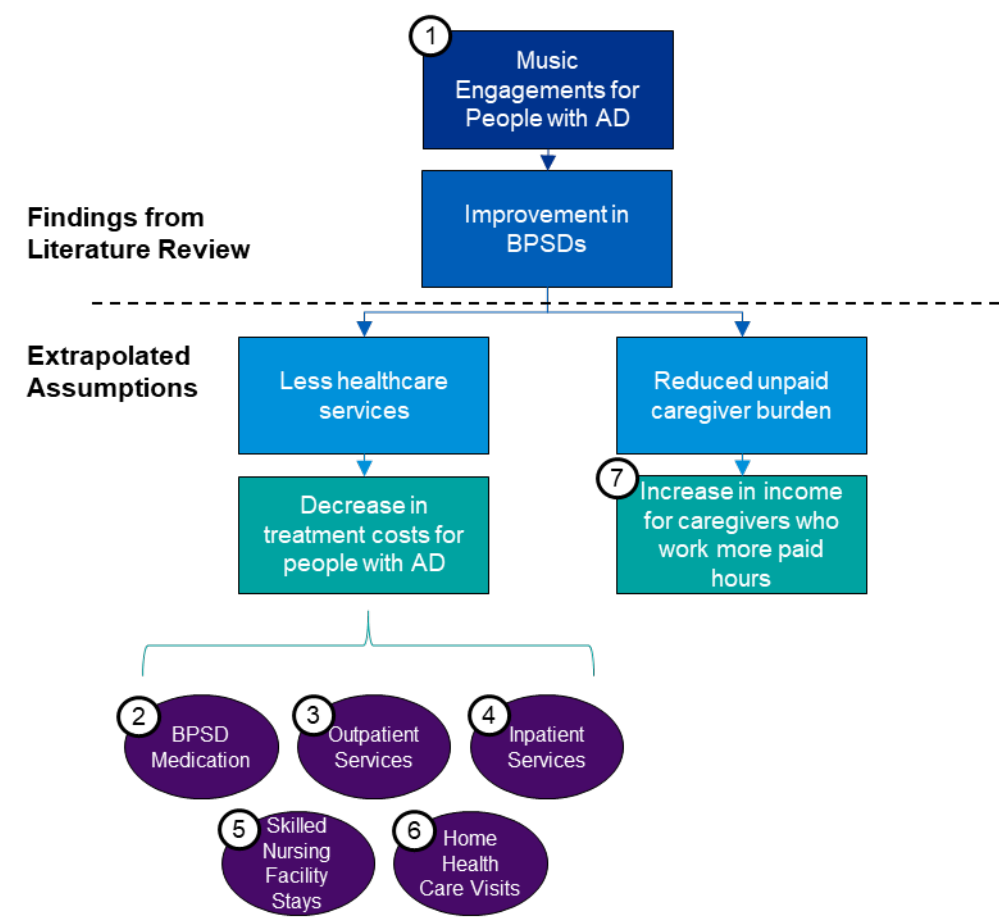 1
Music
Engagements for
People with AD
Improvement in
BPSDs
Findings from
Literature Review
Extrapolated
Assumptions
Less healthcare
services
Reduced unpaid
caregiver burden
Decrease in
treatment costs for
people with AD
7
Increase in income
for caregivers who
work more paid
hours
2
BPSD
Medication
3
Outpatient
Services
4
Inpatient
Services
5
Skilled
Nursing
Facility
Stays
6
Home
Health
Care Visits